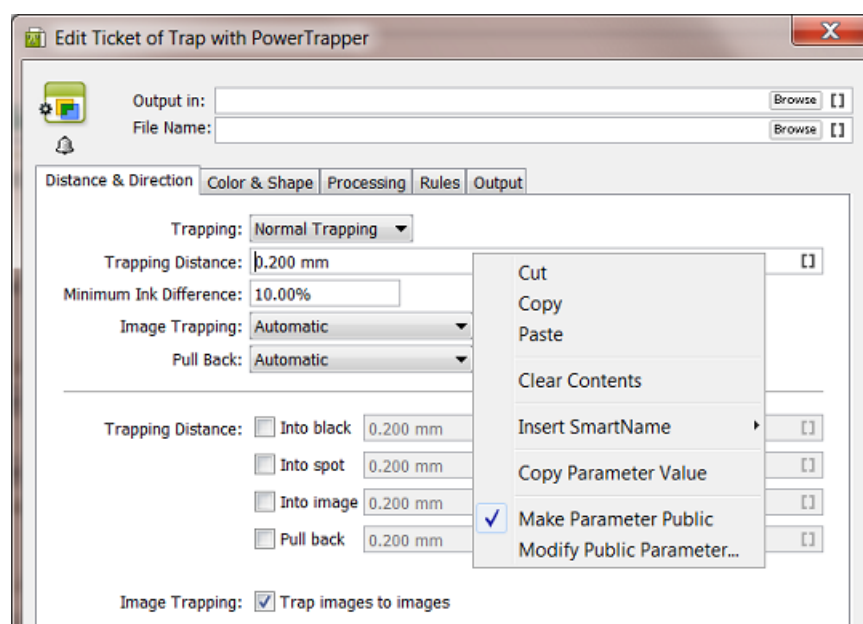 Edit Ticket of Trap with PowerTrapper
X
Output in: Browse []
File Name: Browse []
Distance & Direction Color & Shape Processing Rules Output
Trapping: Normal Trapping
Trapping Distance: 0.200 mm []
Minimum Ink Difference: 10.00%
Image Trapping: Automatic
Pull Back: Automatic
Cut
Copy
Paste
Clear Contents
Insert SmartName
Copy Parameter Value
Make Parameter Public
Modify Public Parameter...
Trapping Distance: Into black 0.200 mm []
Into spot 0.200 mm []
Into image 0.200 mm []
Pull back 0.200 mm []
Image Trapping: Trap images to images